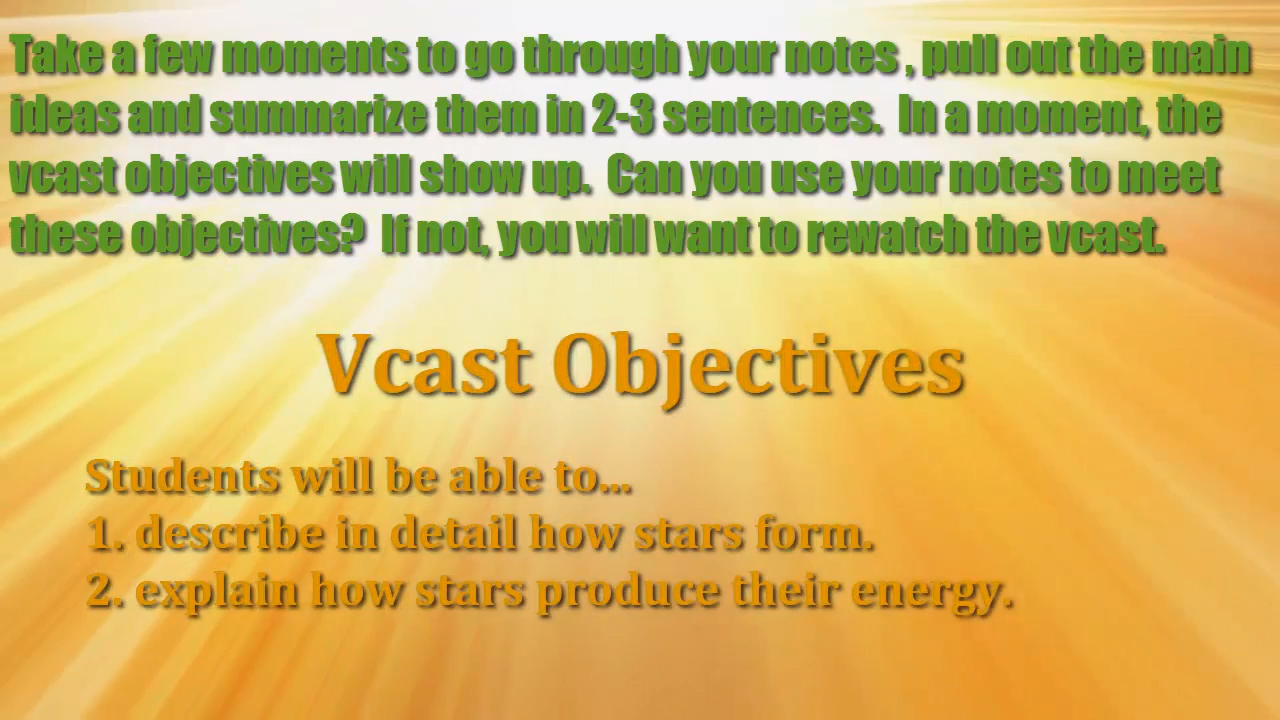 Take a few moments to go through your notes , pull out the main
ideas and summarize them in 2-3 sentences. In a moment, the
vcast objectives will show up. Can you use your notes to meet
these objectives? If not, you will want to rewatch the vcast.
Vcast Objectives
Students will be able to...
1. describe in detail how stars form.
2. explain how stars produce their energy.